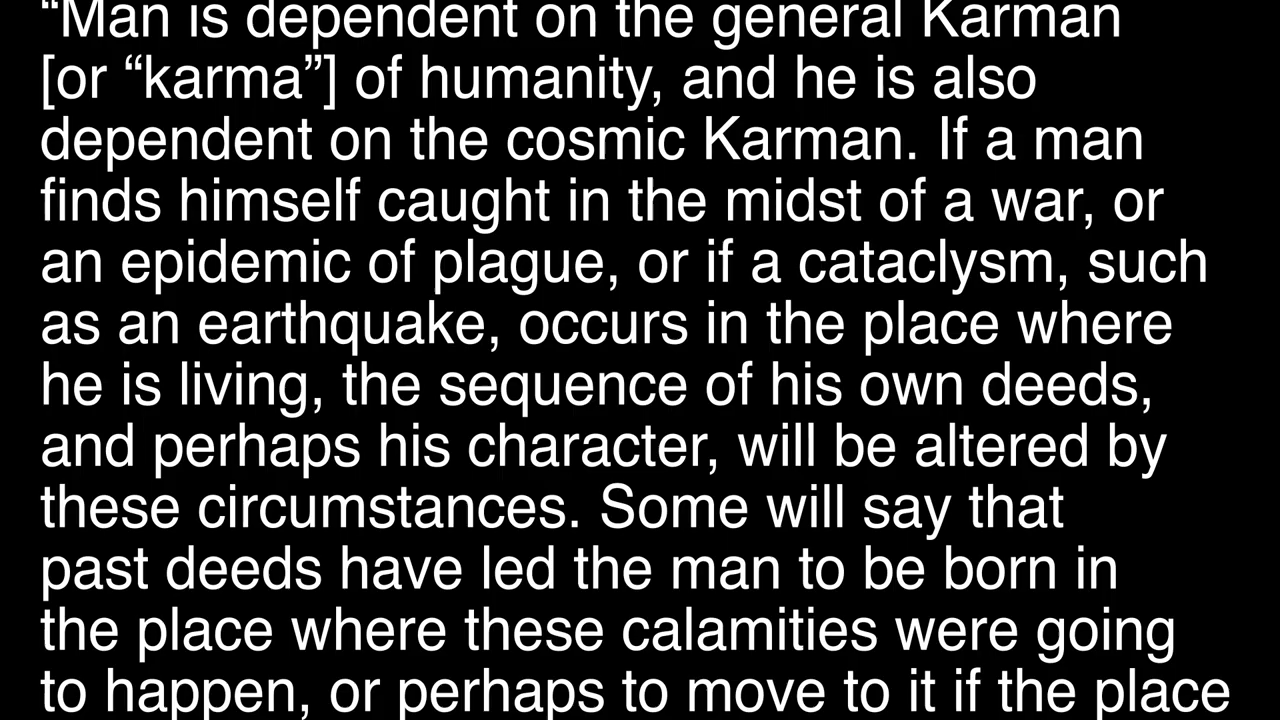 “Man is dependent on the general Karman
[or “karma”] of humanity, and he is also
dependent on the cosmic Karman. If a man
finds himself caught in the midst of a war, or
an epidemic of plague, or if a cataclysm, such
as an earthquake, occurs in the place where
he is living, the sequence of his own deeds,
and perhaps his character, will be altered by
these circumstances. Some will say that
past deeds have led the man to be born in
the place where these calamities were going
to happen, or perhaps to move to it if the place